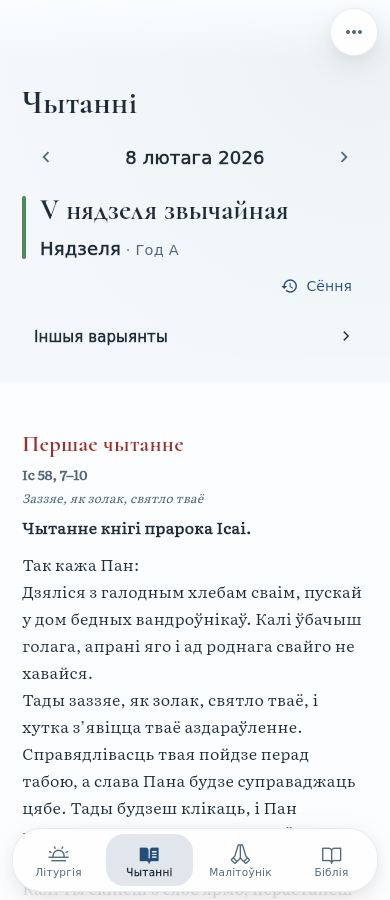 Чытанні
8 лютага 2026
V нядзеля звычайная
Нядзеля · Год A
Сёння
Іншыя варыянты
Першае чытанне
Іс 58, 7–10
Заззяе, як золак, святло тваё
Чытанне кнігі прарока Ісаі.
Так кажа Пан:
Дзяліся з галодным хлебам сваім, пускай
у дом бедных вандроўнікаў. Калі ўбачыш
голага, апрані яго і ад роднага свайго не
хавайся.
Тады заззяе, як золак, святло тваё, і
хутка з’явіцца тваё аздараўленне.
Справядлівасць твая пойдзе перад
табою, а слава Пана будзе суправаджаць
цябе. Тады будзеш клікаць, і Пан
Літургія
Чытанні
Малітоўнік
Біблія